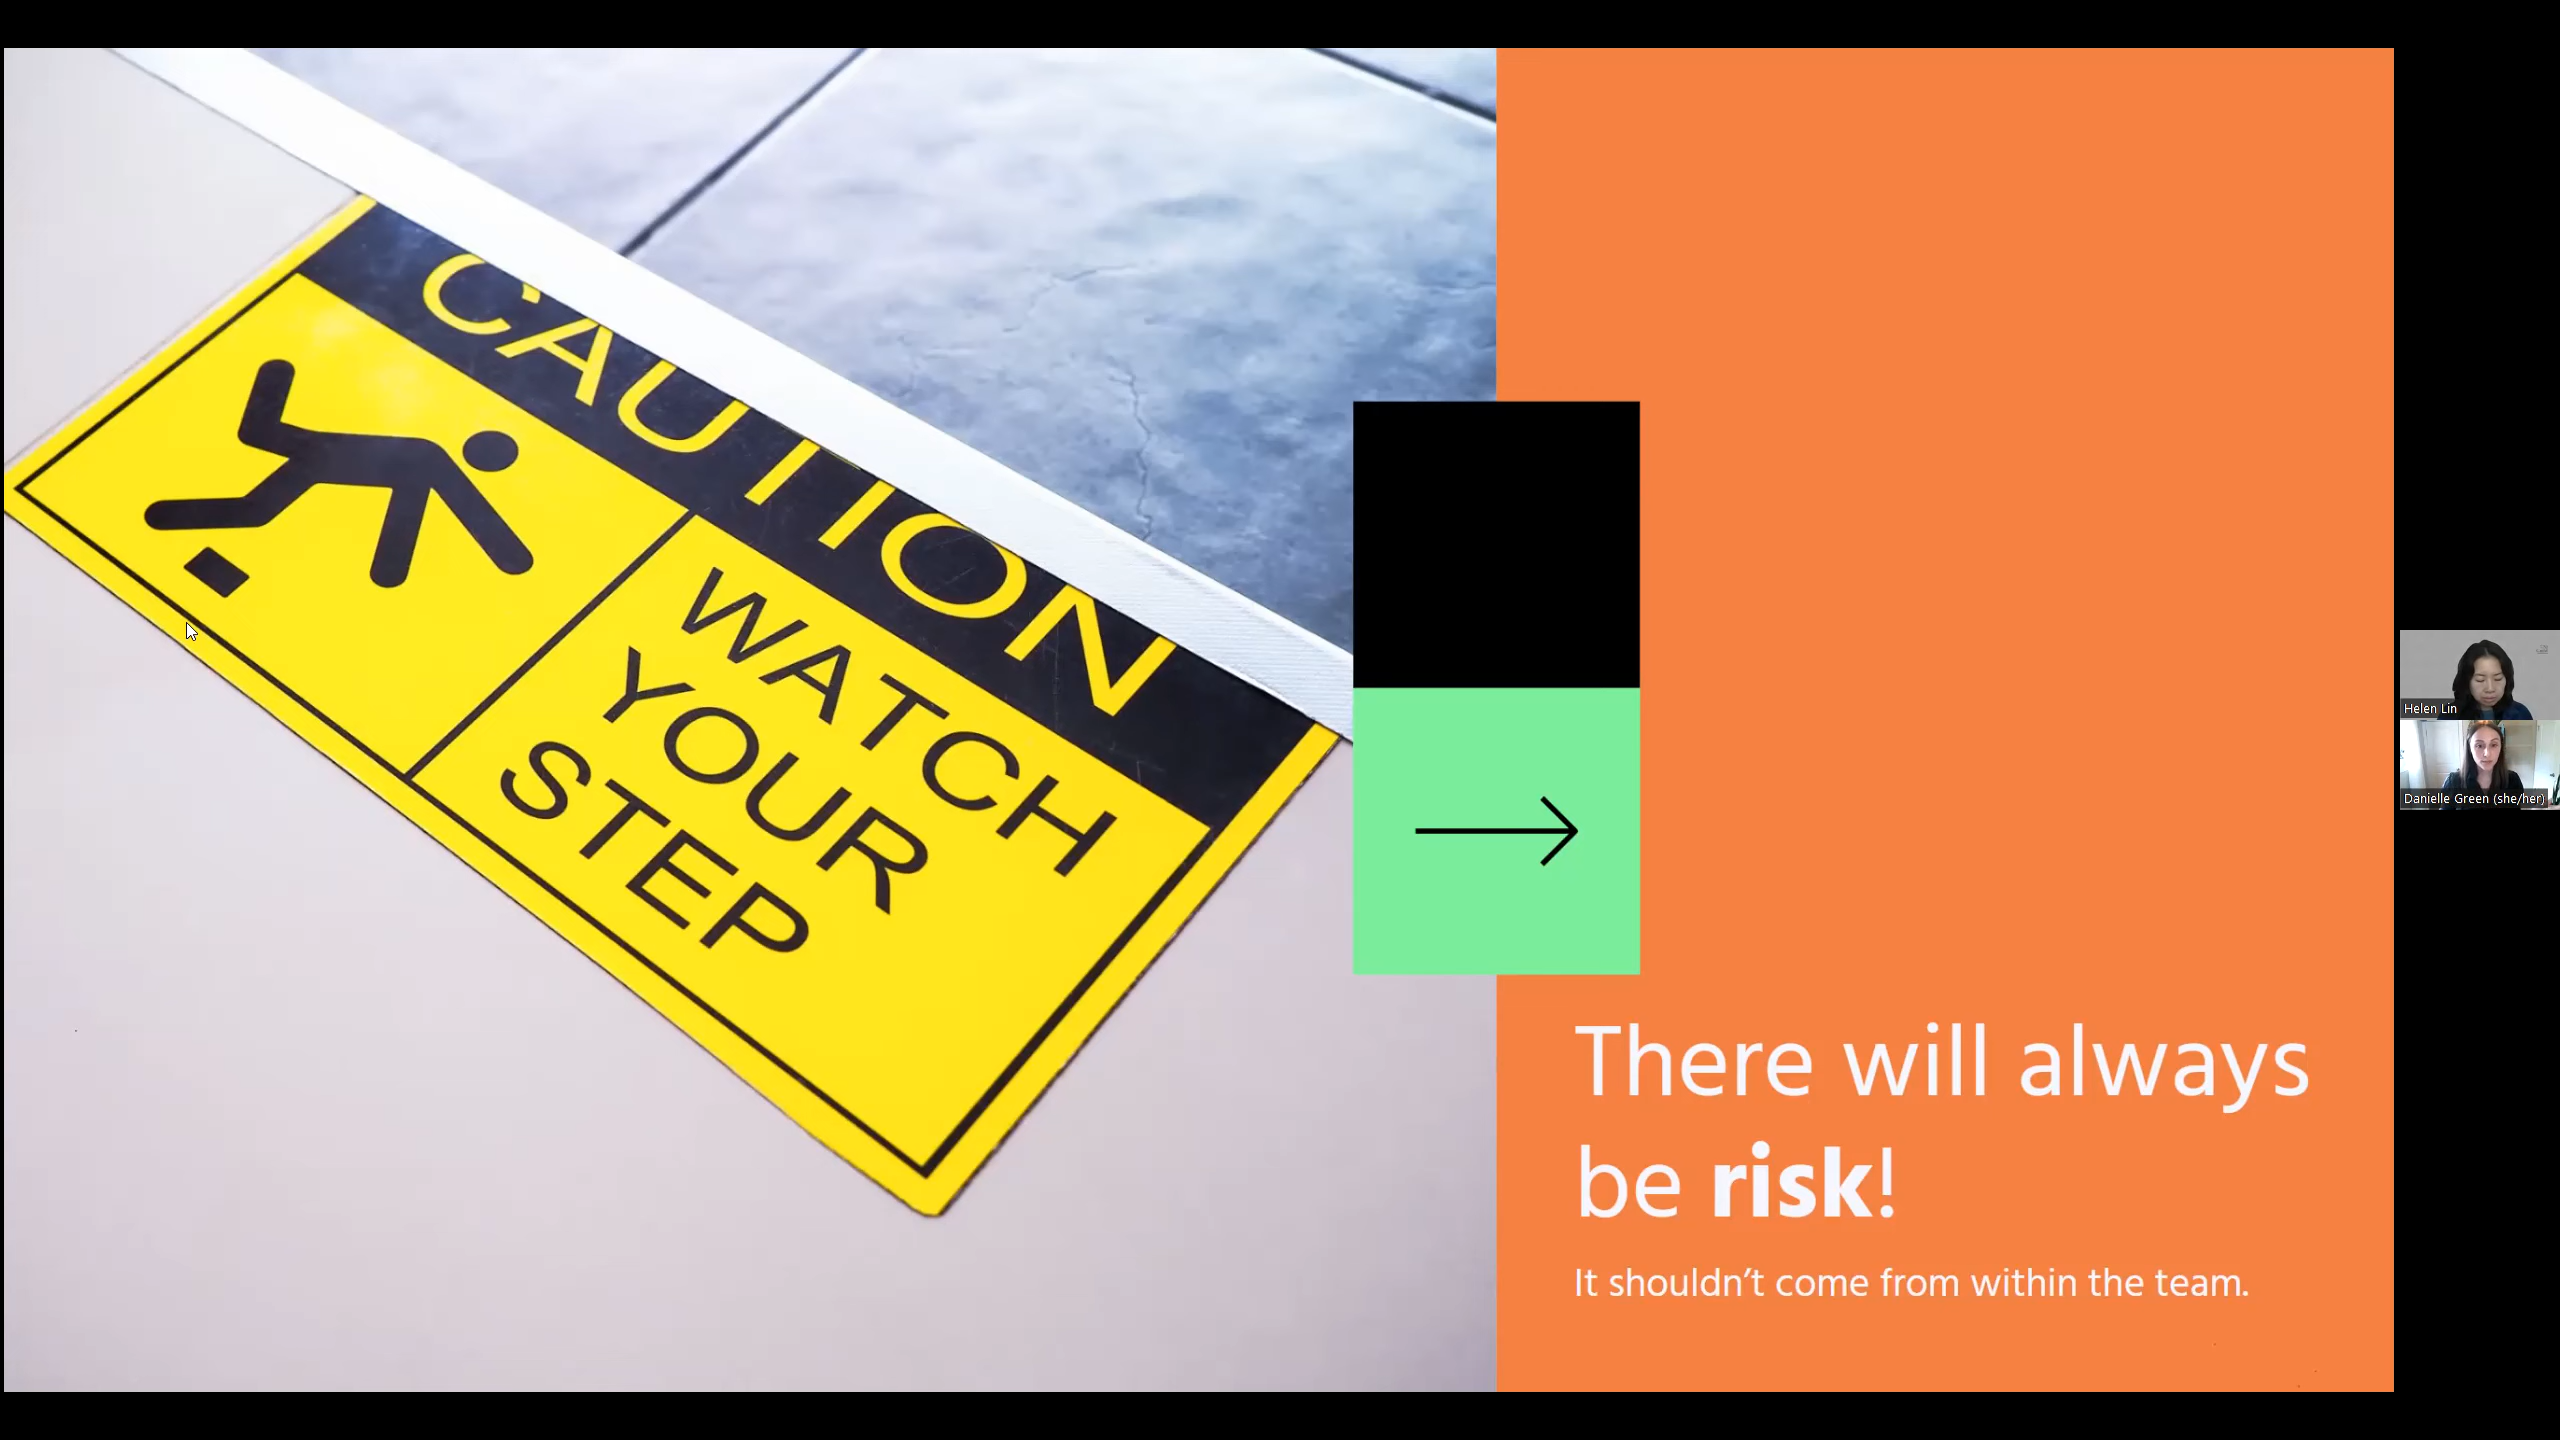 CAUTION
WATCH
YOUR
STEP
There will always
be risk!
It shouldn’t come from within the team.
Helen Lin
Danielle Green (she/her)